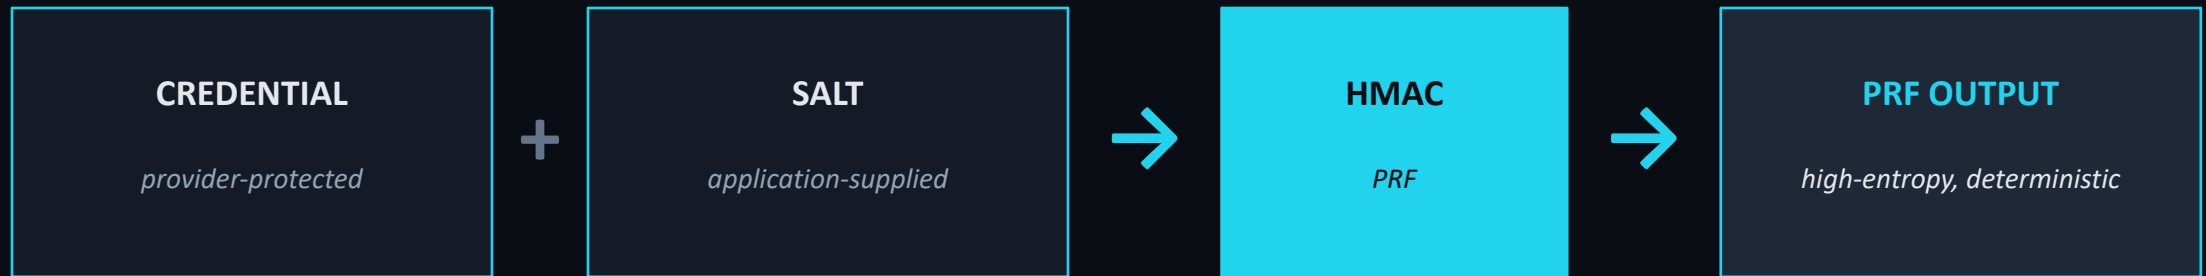 CREDENTIAL
provider-protected
+
SALT
application-supplied
HMAC
PRF
PRF OUTPUT
high-entropy, deterministic